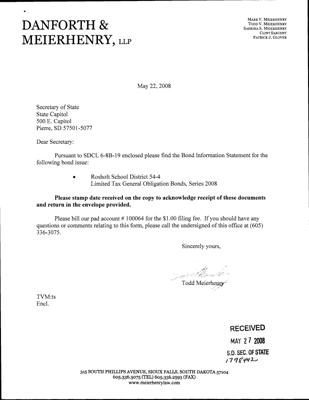 DANFORTH &
MEIERHENRY, LLP
MARK V. MEIERHENRY
TODD V. MEIERHENRY
SABRINA S. MEIERHENRY
CLINT SARGENT
PATRICK J. GLOVER
May 22, 2008
Secretary of State
State Capitol
500 E. Capitol
Pierre, SD 57501-5077
Dear Secretary:
Pursuant to SDCL 6-8B-19 enclosed please find the Bond Information Statement for the
following bond issue:
• Rosholt School District 54-4
Limited Tax General Obligation Bonds, Series 2008
Please stamp date received on the copy to acknowledge receipt of these documents
and return in the envelope provided.
Please bill our pad account # 100064 for the $1.00 filing fee. If you should have any
questions or comments relating to this form, please call the undersigned of this office at (605)
336-3075.
Sincerely yours,
Todd Meierhenry
TVM:ts
Encl.
RECEIVED
MAY 27 2008
S.D. SEC. OF STATE
1798442
315 SOUTH PHILLIPS AVENUE, SIOUX FALLS, SOUTH DAKOTA 57104
605.336.3075 (TEL) 605.336.2593 (FAX)
www.meierhenrylaw.com